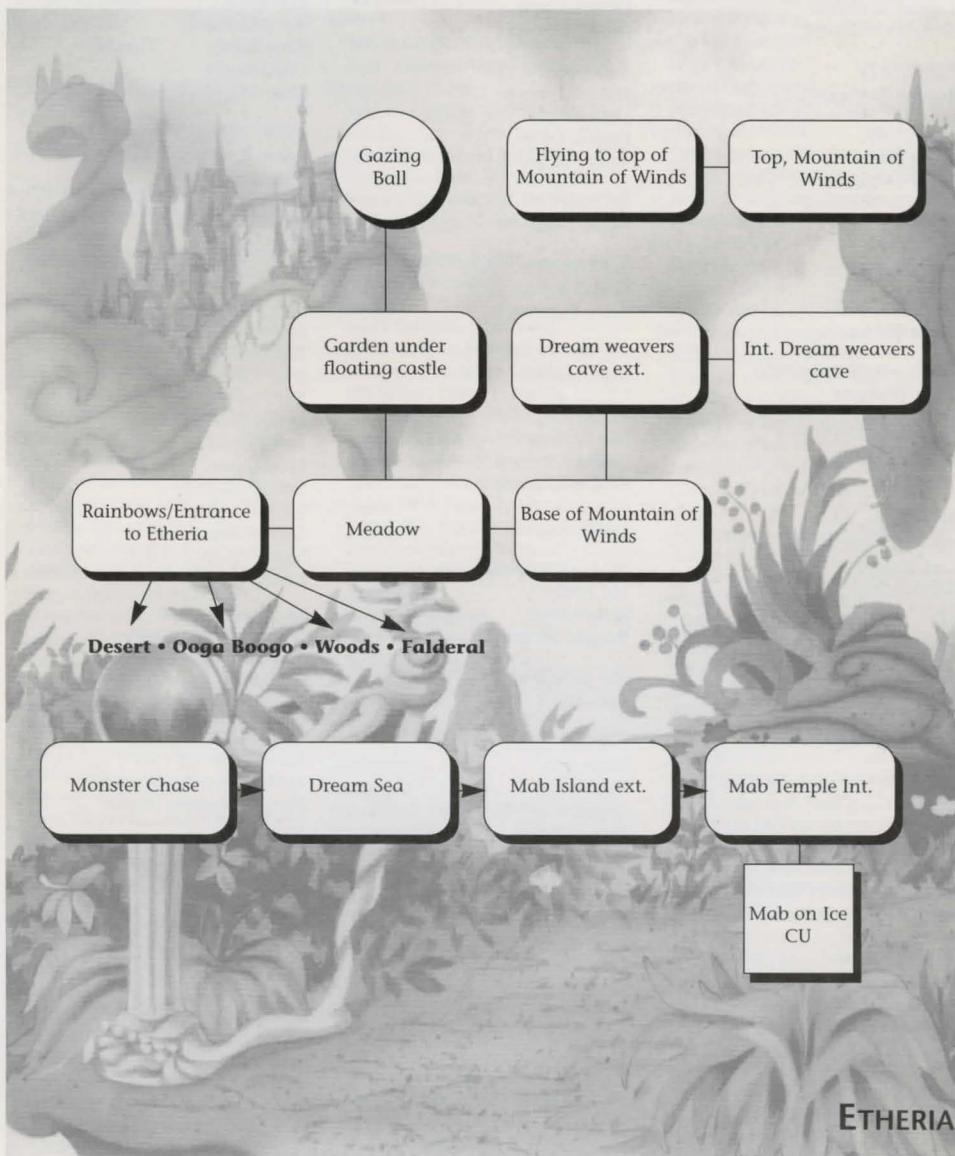 Gazing
Ball
Flying to top of
Mountain of Winds
Top, Mountain of
Winds
Garden under
floating castle
Dream weavers
cave ext.
Int. Dream weavers
cave
Rainbows/Entrance
to Etheria
Meadow
Base of Mountain of
Winds
Desert • Ooga Boogo • Woods • Falderal
Monster Chase
Dream Sea
Mab Island ext.
Mab Temple Int.
Mab on Ice
CU
ETHERIA